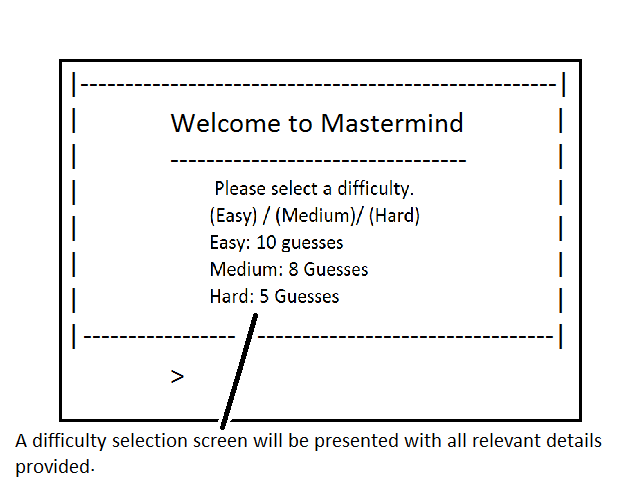 |-----------------------------------------------------|
Welcome to Mastermind
---------------------------------
Please select a difficulty.
(Easy) / (Medium)/ (Hard)
Easy: 10 guesses
Medium: 8 Guesses
Hard: 5 Guesses
|----------------- ---------------------------------|
>
A difficulty selection screen will be presented with all relevant details
provided.